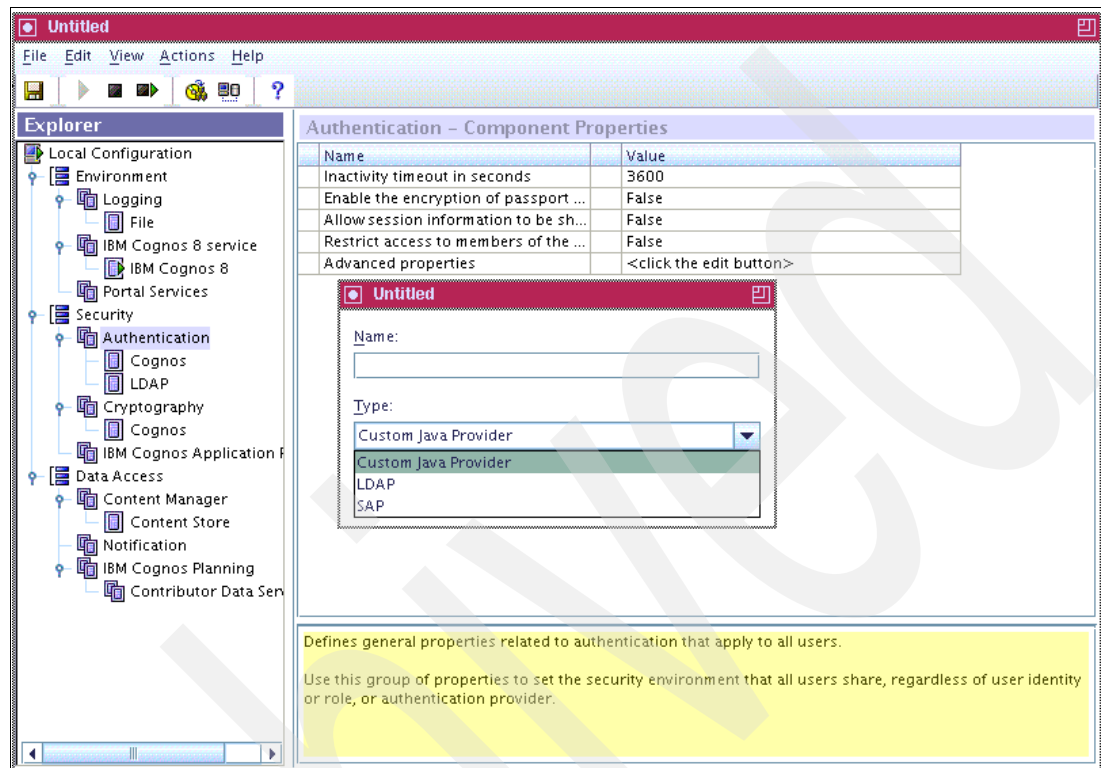 Untitled
File Edit View Actions Help
?
Explorer
Local Configuration
Environment
Logging
File
IBM Cognos 8 service
IBM Cognos 8
Portal Services
Security
Authentication
Cognos
LDAP
Cryptography
Cognos
IBM Cognos Application F
Data Access
Content Manager
Content Store
Notification
IBM Cognos Planning
Contributor Data Ser
Authentication – Component Properties
Name Value
Inactivity timeout in seconds 3600
Enable the encryption of passport ... False
Allow session information to be sh... False
Restrict access to members of the ... False
Advanced properties <click the edit button>
Untitled
Name:
Type:
Custom Java Provider
Custom Java Provider
LDAP
SAP
Defines general properties related to authentication that apply to all users.
Use this group of properties to set the security environment that all users share, regardless of user identity
or role, or authentication provider.